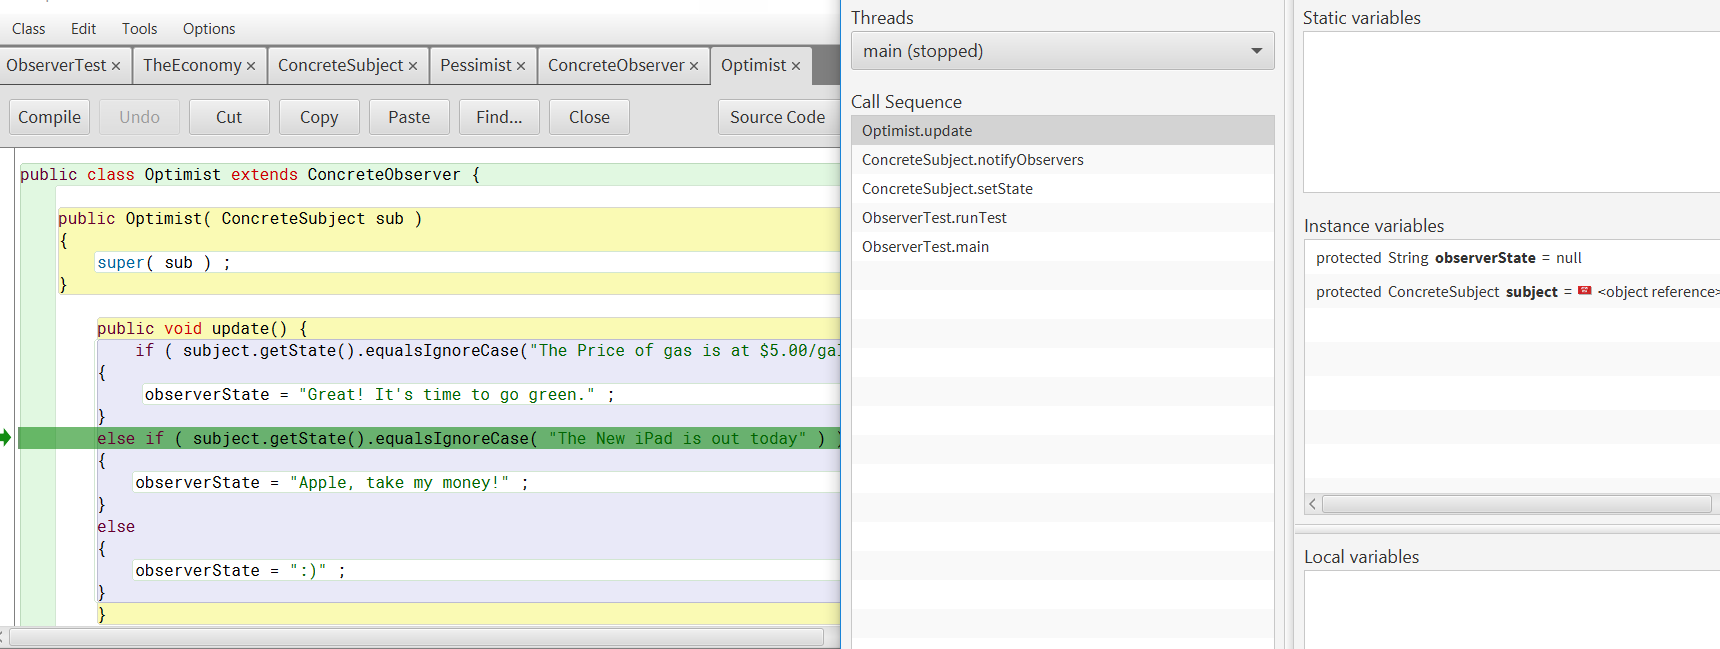 Class Edit Tools Options
ObserverTest × TheEconomy × ConcreteSubject × Pessimist × ConcreteObserver × Optimist ×
Compile Undo Cut Copy Paste Find... Close Source Code
public class Optimist extends ConcreteObserver {
public Optimist( ConcreteSubject sub )
{
super( sub ) ;
}
public void update() {
if ( subject.getState().equalsIgnoreCase("The Price of gas is at $5.00/gal
{
observerState = "Great! It's time to go green." ;
}
else if ( subject.getState().equalsIgnoreCase( "The New iPad is out today" ) )
{
observerState = "Apple, take my money!" ;
}
else
{
observerState = ":)" ;
}
}
Threads
main (stopped)
Call Sequence
Optimist.update
ConcreteSubject.notifyObservers
ConcreteSubject.setState
ObserverTest.runTest
ObserverTest.main
Static variables
Instance variables
protected String observerState = null
protected ConcreteSubject subject = <object reference>
Local variables